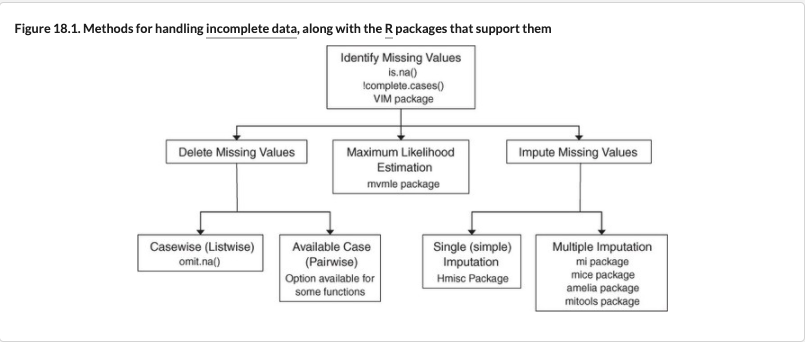 Figure 18.1. Methods for handling incomplete data, along with the R packages that support them
Identify Missing Values
is.na()
!complete.cases()
VIM package
Delete Missing Values
Maximum Likelihood
Estimation
mvmle package
Impute Missing Values
Casewise (Listwise)
omit.na()
Available Case
(Pairwise)
Option available for
some functions
Single (simple)
Imputation
Hmisc Package
Multiple Imputation
mi package
mice package
amelia package
mitools package